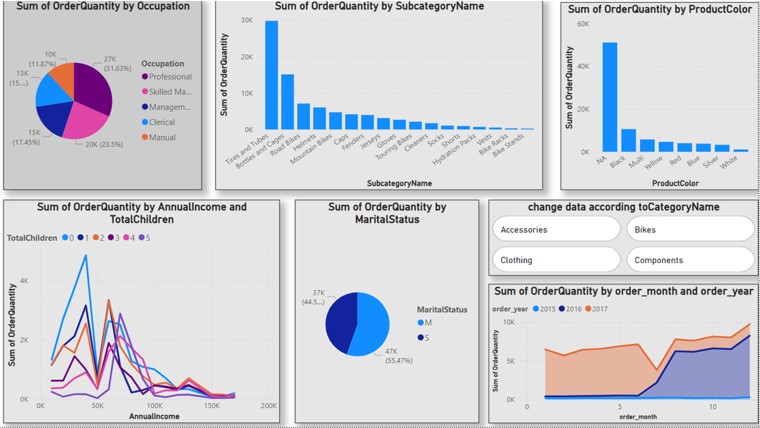 Sum of OrderQuantity by Occupation
10K
(11.87%)
27K
(31.63%)
13K
(15...)
15K
(17.45%)
20K (23.5%)
Occupation
Professional
Skilled Ma...
Managem...
Clerical
Manual
Sum of OrderQuantity by SubcategoryName
Sum of OrderQuantity
30K
20K
10K
0K
Tires and Tubes
Bottles and Cages
Road Bikes
Helmets
Mountain Bikes
Caps
Fenders
Jerseys
Gloves
Touring Bikes
Cleaners
Socks
Shorts
Hydration Packs
Vests
Bike Racks
Bike Stands
SubcategoryName
Sum of OrderQuantity by ProductColor
Sum of OrderQuantity
60K
40K
20K
0K
NA
Black
Multi
Yellow
Red
Blue
Silver
White
ProductColor
Sum of OrderQuantity by AnnualIncome and
TotalChildren
TotalChildren 0 1 2 3 4 5
Sum of OrderQuantity
4K
2K
0K
0K 50K 100K 150K 200K
AnnualIncome
Sum of OrderQuantity by
MaritalStatus
37K
(44.5...)
47K
(55.47%)
MaritalStatus
M
S
change data according toCategoryName
Accessories Bikes
Clothing Components
Sum of OrderQuantity by order_month and order_year
order_year 2015 2016 2017
Sum of OrderQuantity
10K
5K
0K
0 5 10
order_month